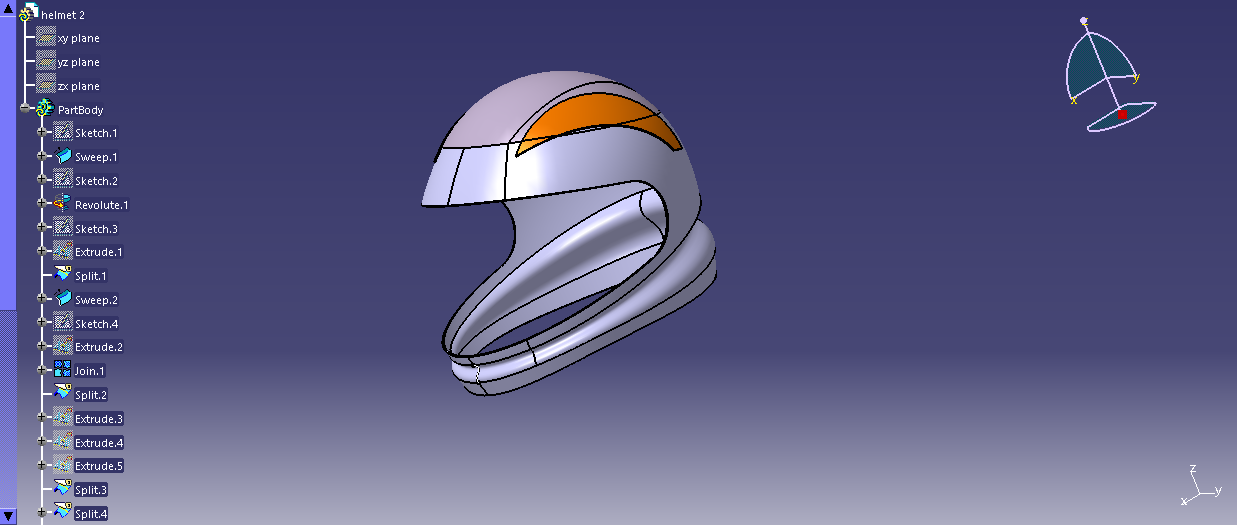 helmet 2
xy plane
yz plane
zx plane
PartBody
Sketch.1
Sweep.1
Sketch.2
Revolute.1
Sketch.3
Extrude.1
Split.1
Sweep.2
Sketch.4
Extrude.2
Join.1
Split.2
Extrude.3
Extrude.4
Extrude.5
Split.3
Split.4
z
y
x
z
y
x